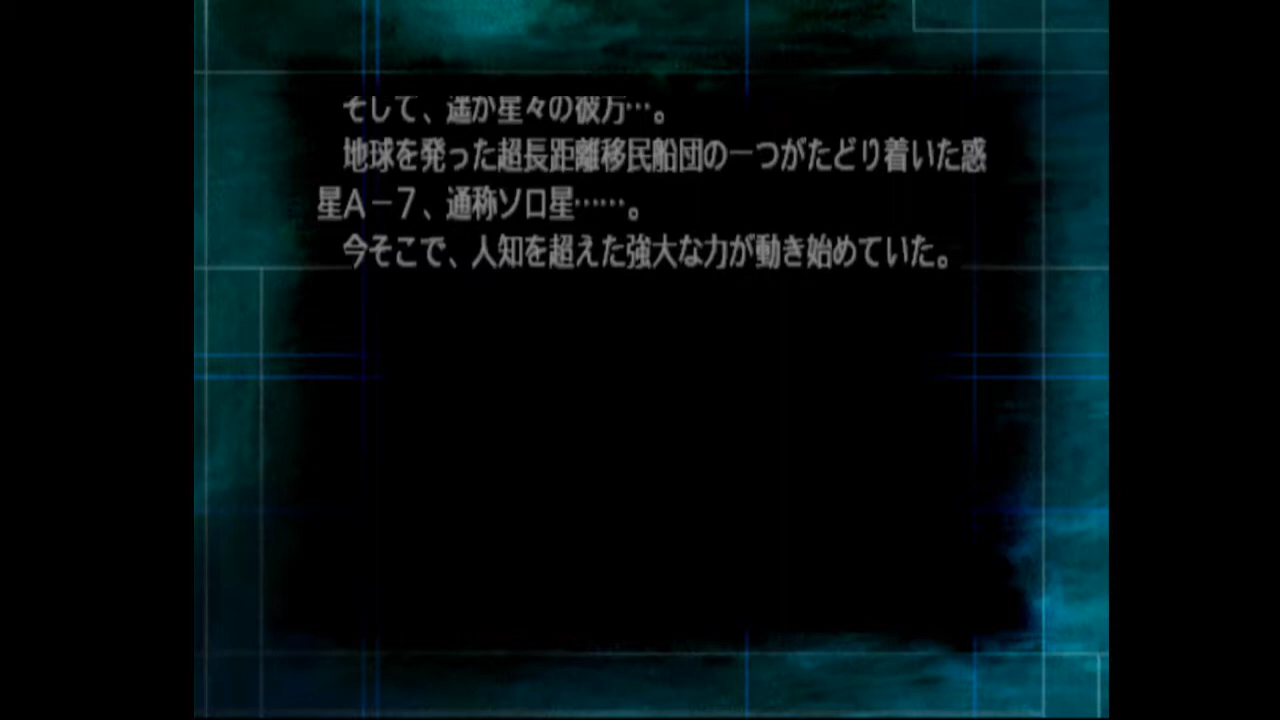 そして、遥か星々の彼方…。
地球を発った超長距離移民船団の一つがたどり着いた惑
星A－7、通称ソロ星……。
今そこで、人知を超えた強大な力が動き始めていた。